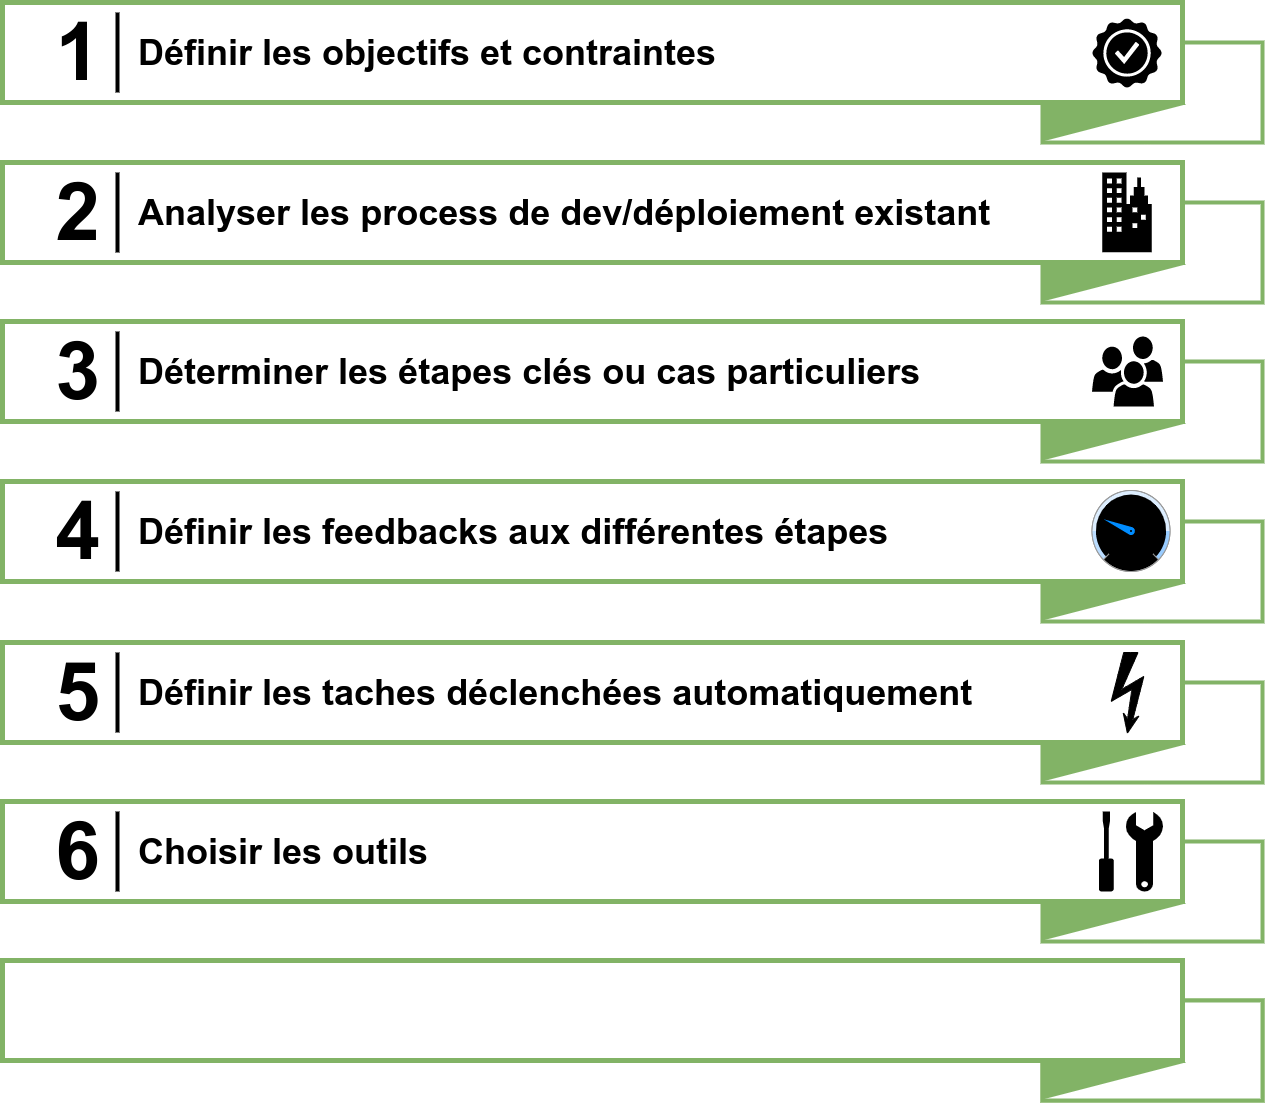 1 Définir les objectifs et contraintes
2 Analyser les process de dev/déploiement existant
3 Déterminer les étapes clés ou cas particuliers
4 Définir les feedbacks aux différentes étapes
5 Définir les taches déclenchées automatiquement
6 Choisir les outils